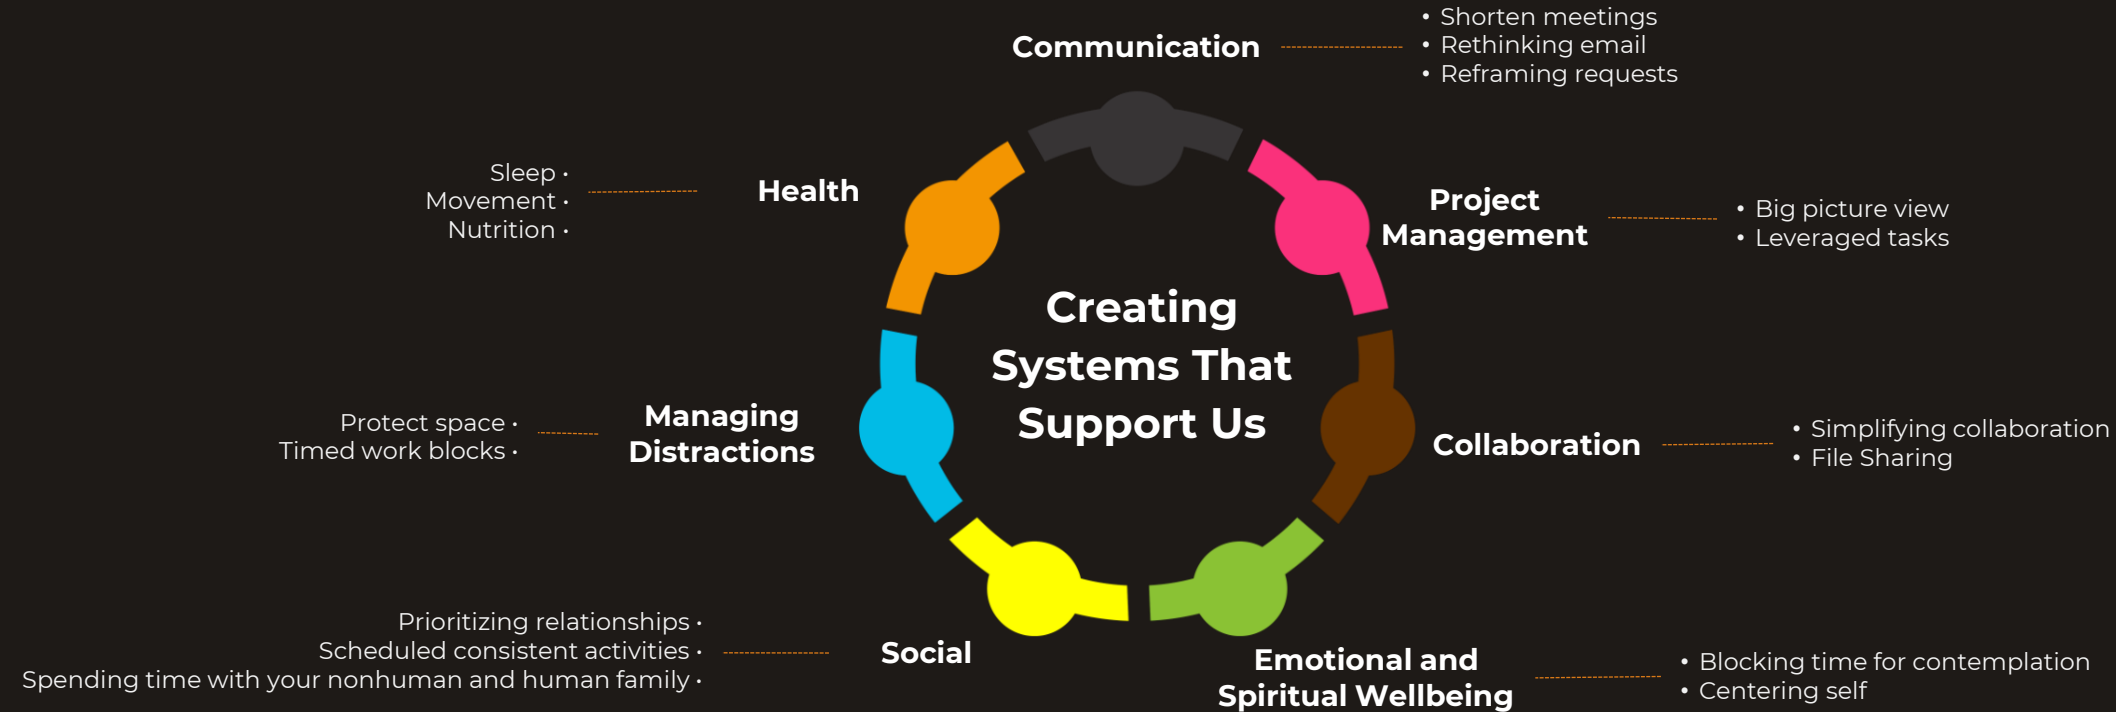 Communication
• Shorten meetings
• Rethinking email
• Reframing requests
Project
Management
• Big picture view
• Leveraged tasks
Collaboration
• Simplifying collaboration
• File Sharing
Emotional and
Spiritual Wellbeing
• Blocking time for contemplation
• Centering self
Social
Prioritizing relationships •
Scheduled consistent activities •
Spending time with your nonhuman and human family •
Managing
Distractions
Protect space •
Timed work blocks •
Health
Sleep •
Movement •
Nutrition •
Creating
Systems That
Support Us